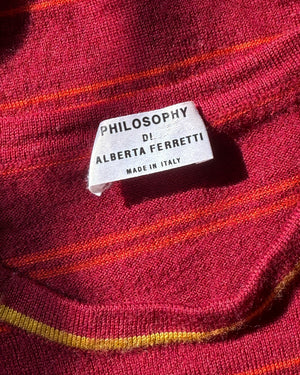 PHILOSOPHY
DI
ALBERTA FERRETTI
MADE IN ITALY